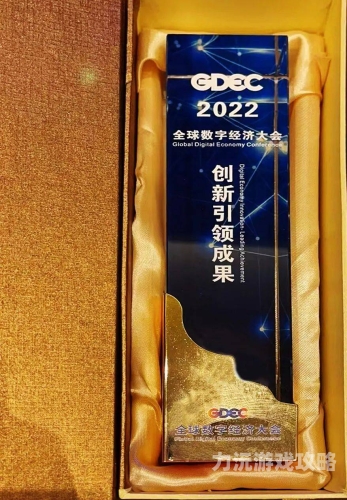 GDEC
2022
全球数字经济大会
Global Digital Economy Conference
创新引领成果
Digital Economy Innovation-Leading Achievement
GDEC
全球数字经济大会
Global Digital Economy Conference
力沉游戏攻略